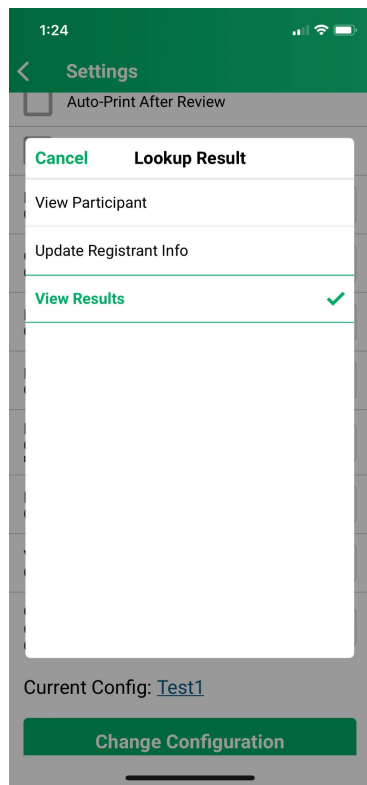 1:24
Settings
Auto-Print After Review
Cancel
Lookup Result
View Participant
Update Registrant Info
View Results
Current Config: Test1
Change Configuration